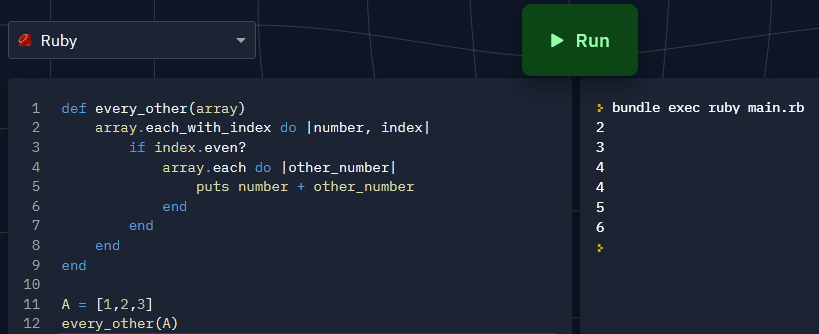 Ruby
Run
1 def every_other(array)
2     array.each_with_index do |number, index|
3         if index.even?
4             array.each do |other_number|
5                 puts number + other_number
6             end
7         end
8     end
9 end
10
11 A = [1,2,3]
12 every_other(A)
> bundle exec ruby main.rb
2
3
4
4
5
6
>